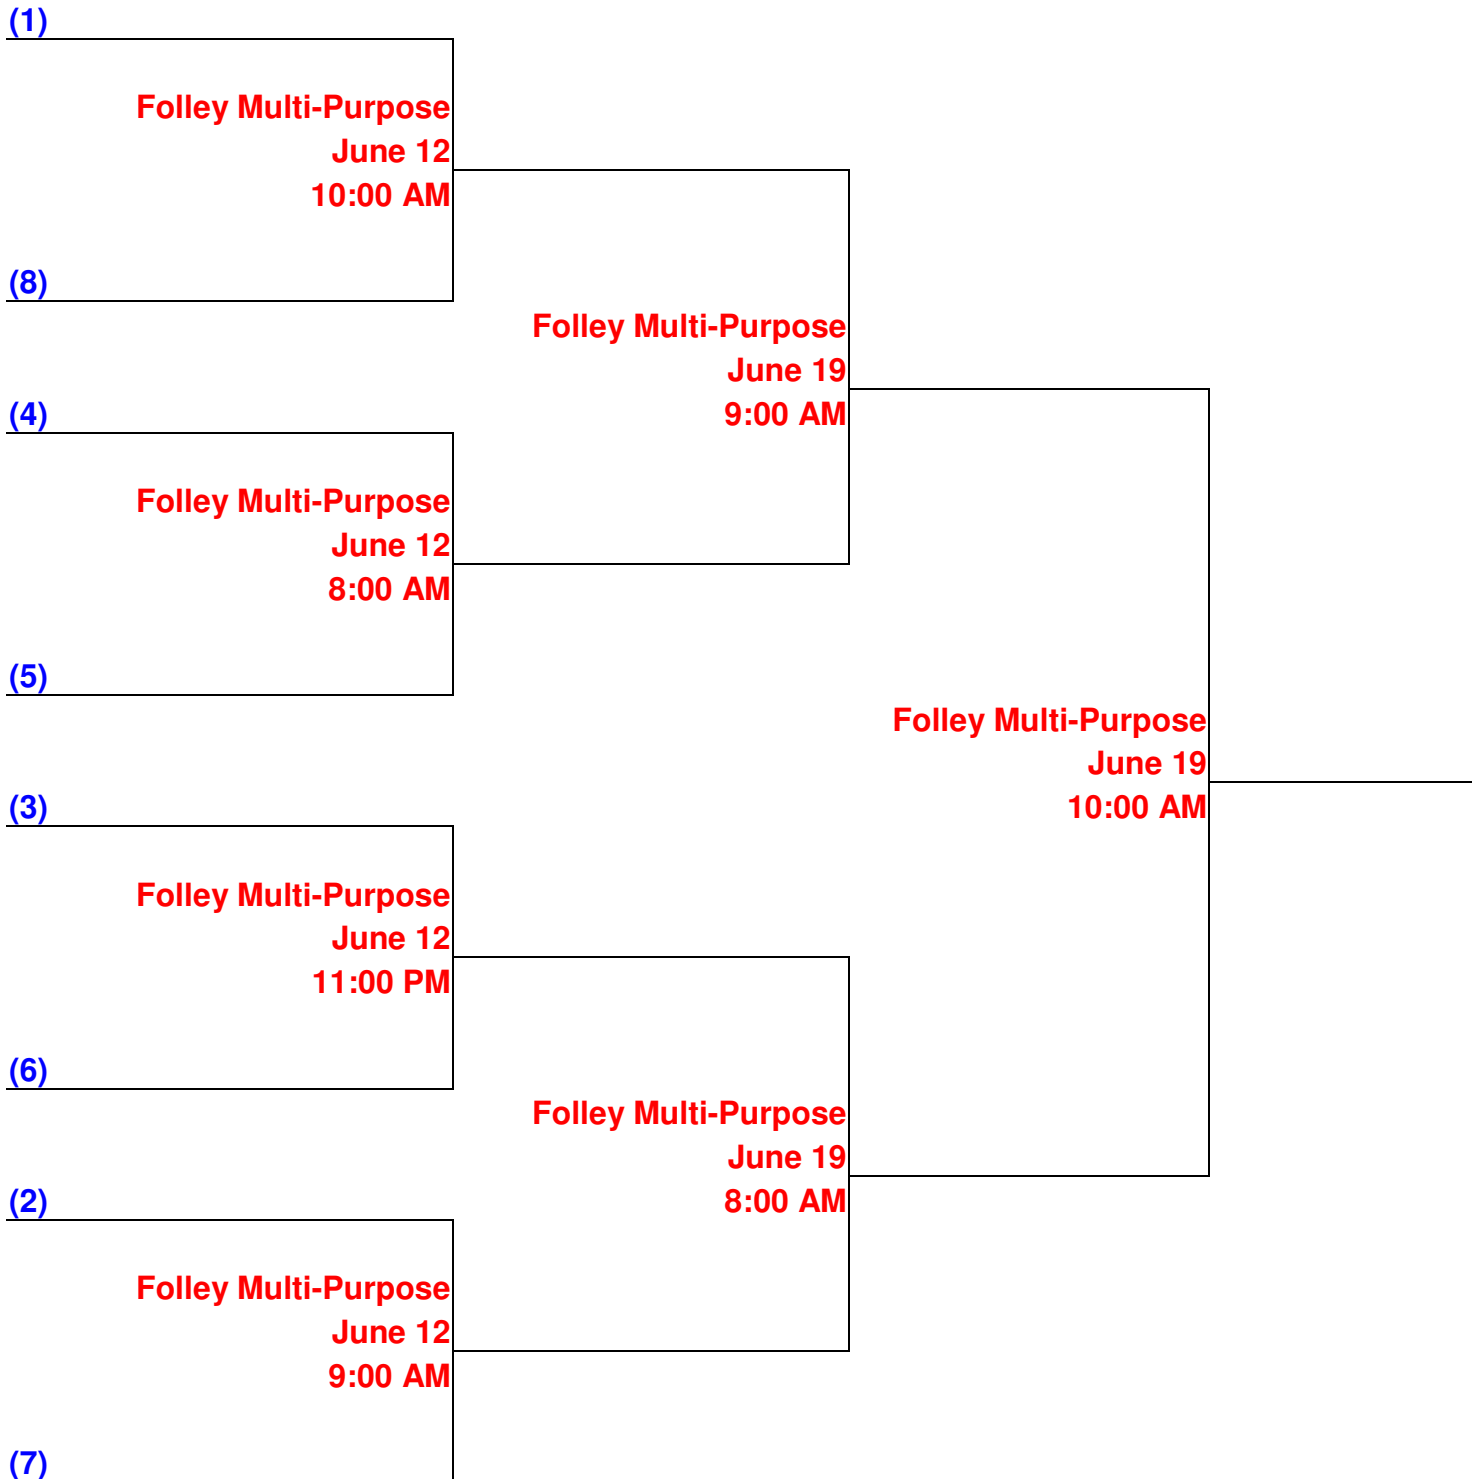 (1)
Folley Multi-Purpose
June 12
10:00 AM
(8)
Folley Multi-Purpose
June 19
9:00 AM
(4)
Folley Multi-Purpose
June 12
8:00 AM
(5)
Folley Multi-Purpose
June 19
10:00 AM
(3)
Folley Multi-Purpose
June 12
11:00 PM
(6)
Folley Multi-Purpose
June 19
8:00 AM
(2)
Folley Multi-Purpose
June 12
9:00 AM
(7)